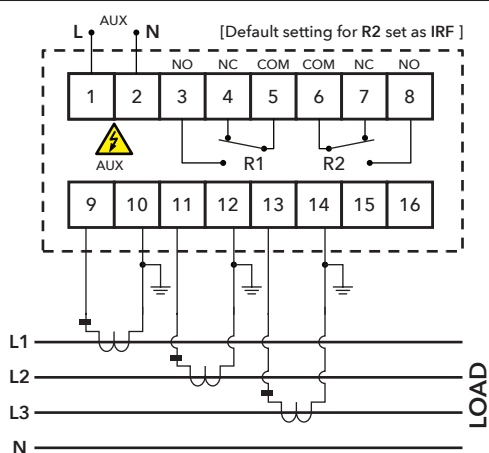 AUX
L N
[Default setting for R2 set as IRF ]
NO NC COM COM NC NO
1 2 3 4 5 6 7 8
AUX
R1 R2
9 10 11 12 13 14 15 16
L1
L2
L3
N
LOAD